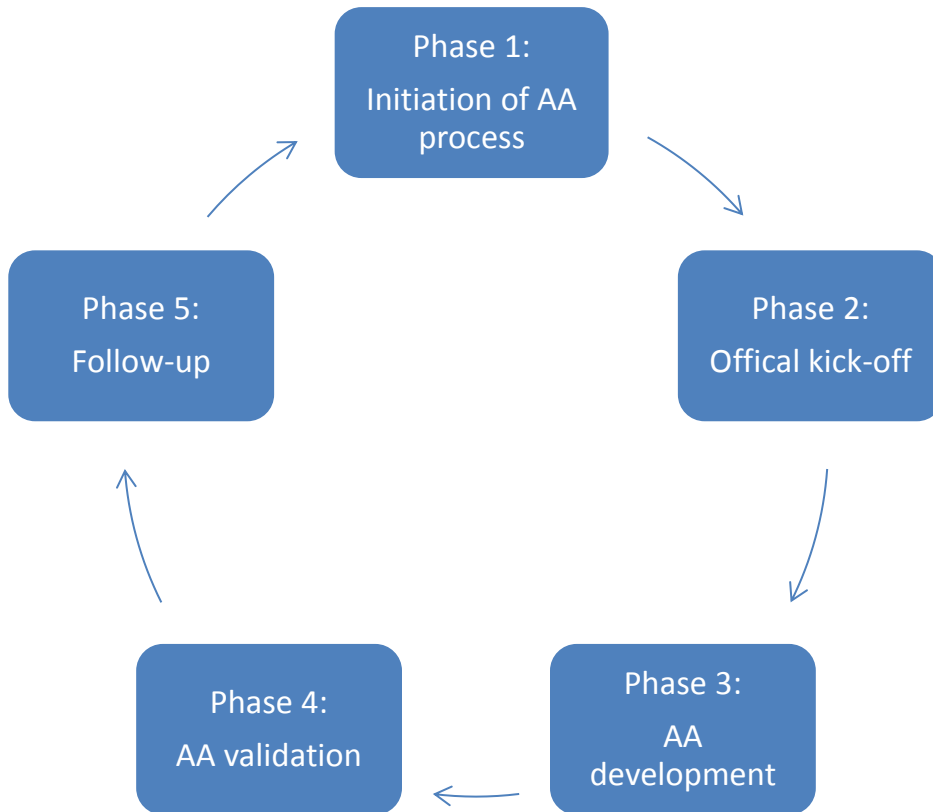 Phase 1:
Initiation of AA
process
Phase 2:
Offical kick-off
Phase 3:
AA
development
Phase 4:
AA validation
Phase 5:
Follow-up